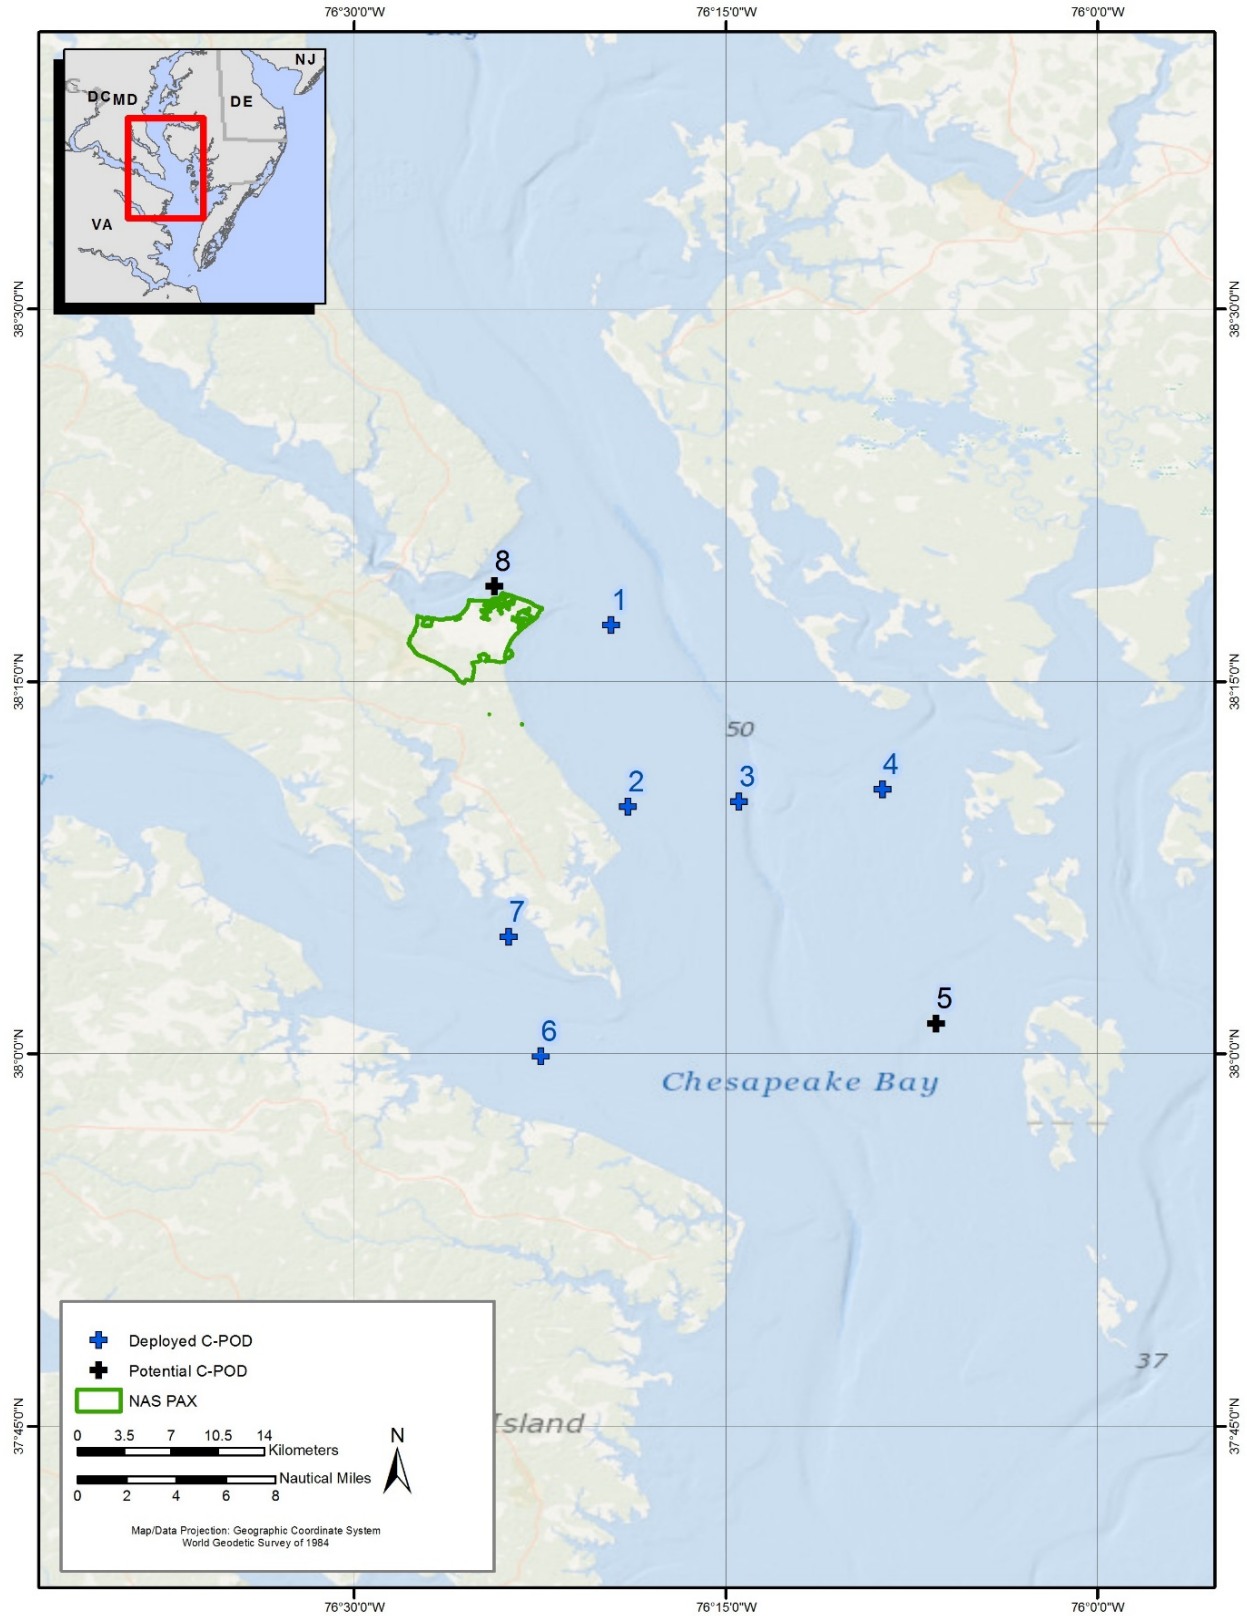 76°30'0"W 76°15'0"W 76°0'0"W
Bay
NJ
DC MD DE
VA
38°30'0"N 38°30'0"N
8
1
38°15'0"N 38°15'0"N
50
2 3 4
7
5
6
38°0'0"N 38°0'0"N
Chesapeake Bay
37
Island
37°45'0"N 37°45'0"N
Deployed C-POD
Potential C-POD
NAS PAX
0 3.5 7 10.5 14
Kilometers
N
Nautical Miles
0 2 4 6 8
Map/Data Projection: Geographic Coordinate System
World Geodetic Survey of 1984
76°30'0"W 76°15'0"W 76°0'0"W